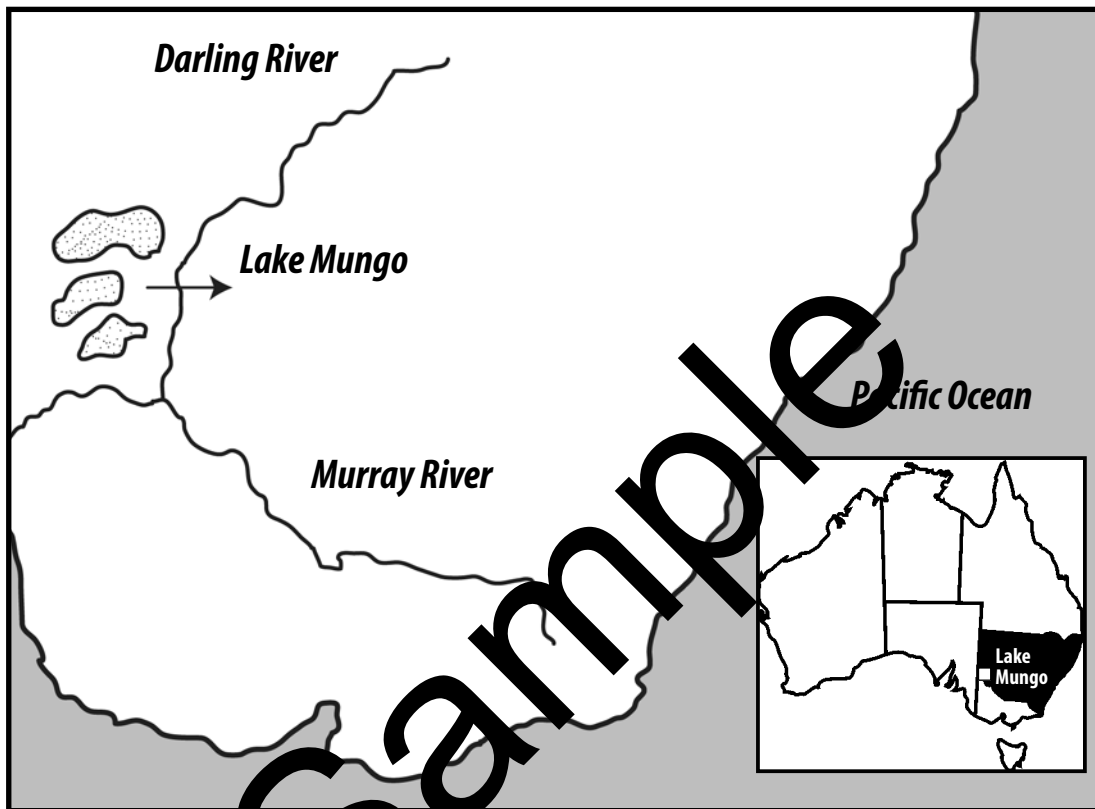 Darling River
Lake Mungo
Pacific Ocean
Murray River
Lake
Mungo
Sample